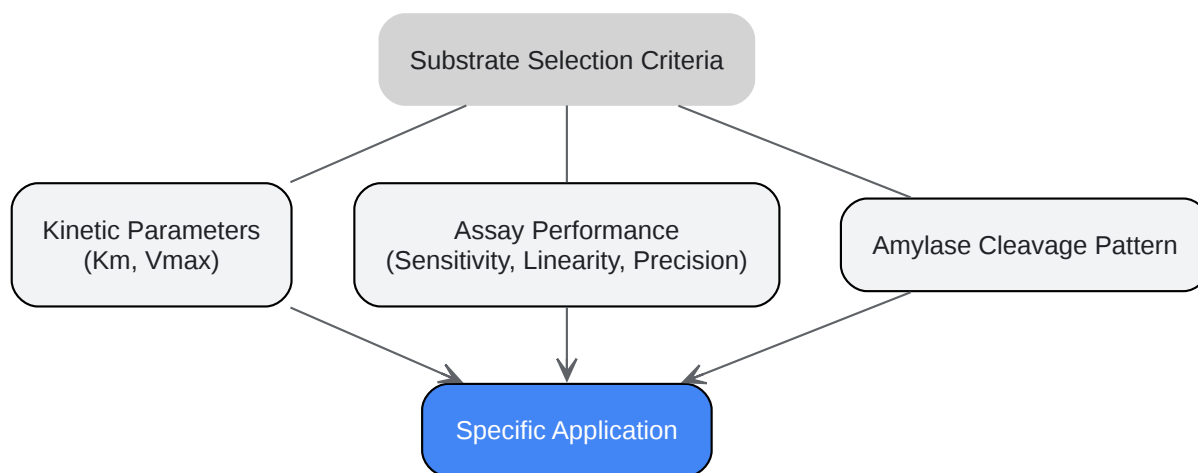 Substrate Selection Criteria
Kinetic Parameters
(Km, Vmax)
Assay Performance
(Sensitivity, Linearity, Precision)
Amylase Cleavage Pattern
Specific Application